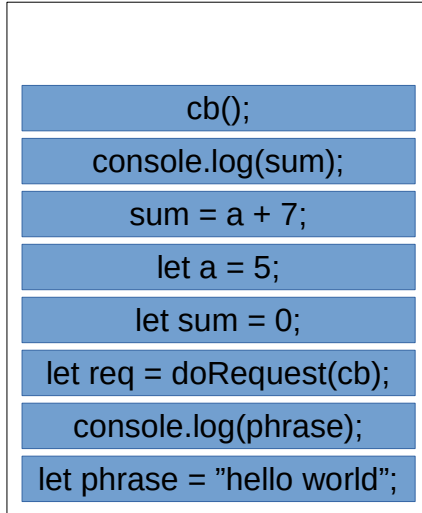 cb();
console.log(sum);
sum = a + 7;
let a = 5;
let sum = 0;
let req = doRequest(cb);
console.log(phrase);
let phrase = ”hello world”;